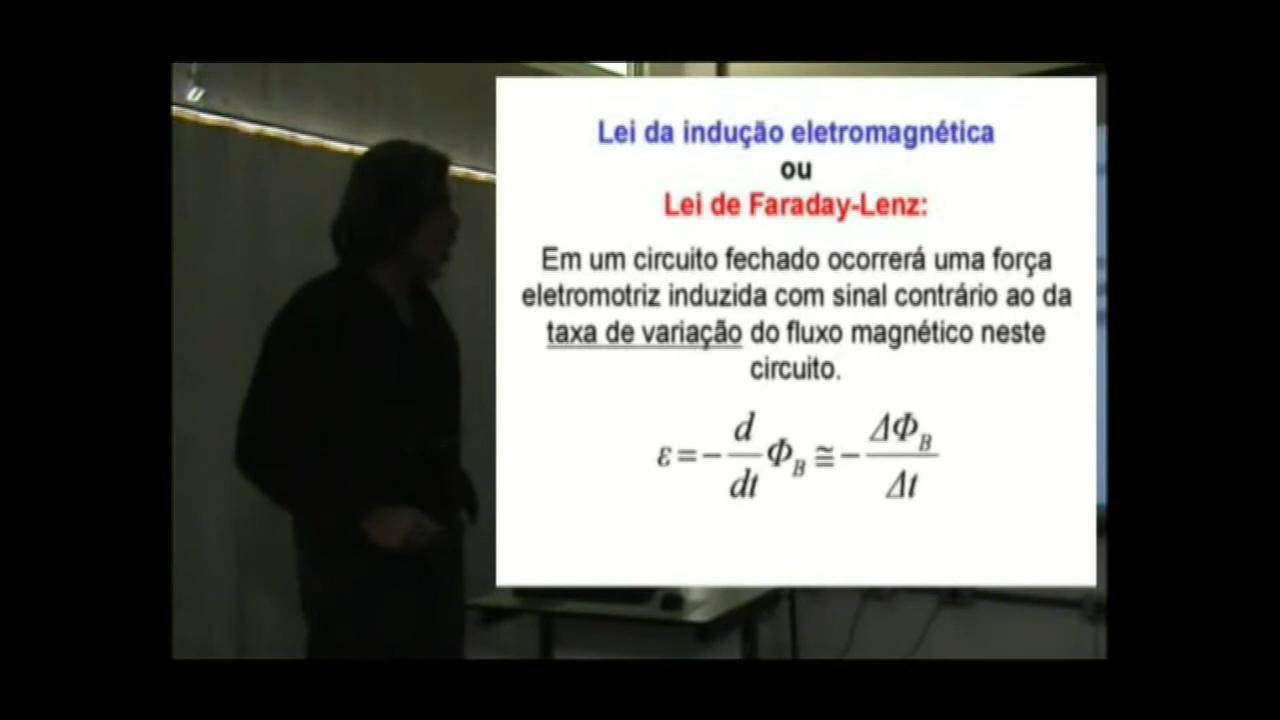 Lei da indução eletromagnética
ou
Lei de Faraday-Lenz:
Em um circuito fechado ocorrerá uma força
eletromotriz induzida com sinal contrário ao da
taxa de variação do fluxo magnético neste
circuito.
ε = − d/dt Φ_B ≅ − ΔΦ_B/Δt